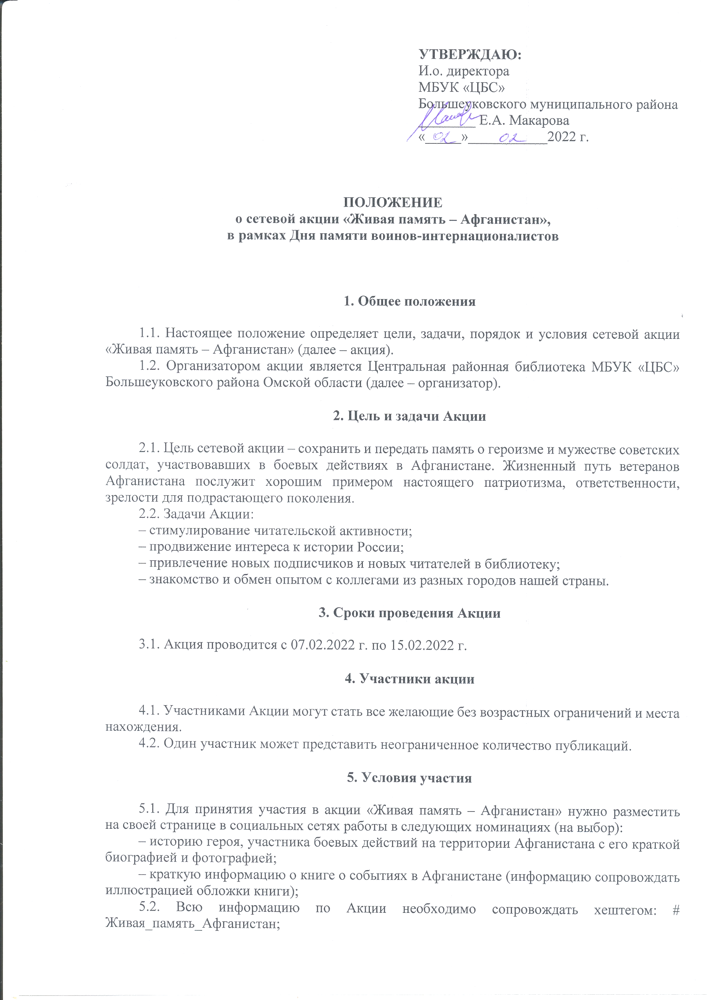 УТВЕРЖДАЮ:
И.о. директора
МБУК «ЦБС»
Большеуковского муниципального района
________ Е.А. Макарова
«_02_»____02____2022 г.
ПОЛОЖЕНИЕ
о сетевой акции «Живая память – Афганистан»,
в рамках Дня памяти воинов-интернационалистов
1. Общее положения
1.1. Настоящее положение определяет цели, задачи, порядок и условия сетевой акции
«Живая память – Афганистан» (далее – акция).
1.2. Организатором акции является Центральная районная библиотека МБУК «ЦБС»
Большеуковского района Омской области (далее – организатор).
2. Цель и задачи Акции
2.1. Цель сетевой акции – сохранить и передать память о героизме и мужестве советских
солдат, участвовавших в боевых действиях в Афганистане. Жизненный путь ветеранов
Афганистана послужит хорошим примером настоящего патриотизма, ответственности,
зрелости для подрастающего поколения.
2.2. Задачи Акции:
– стимулирование читательской активности;
– продвижение интереса к истории России;
– привлечение новых подписчиков и новых читателей в библиотеку;
– знакомство и обмен опытом с коллегами из разных городов нашей страны.
3. Сроки проведения Акции
3.1. Акция проводится с 07.02.2022 г. по 15.02.2022 г.
4. Участники акции
4.1. Участниками Акции могут стать все желающие без возрастных ограничений и места
нахождения.
4.2. Один участник может представить неограниченное количество публикаций.
5. Условия участия
5.1. Для принятия участия в акции «Живая память – Афганистан» нужно разместить
на своей странице в социальных сетях работы в следующих номинациях (на выбор):
– историю героя, участника боевых действий на территории Афганистана с его краткой
биографией и фотографией;
– краткую информацию о книге о событиях в Афганистане (информацию сопровождать
иллюстрацией обложки книги);
5.2. Всю информацию по Акции необходимо сопровождать хештегом: #
Живая_память_Афганистан;